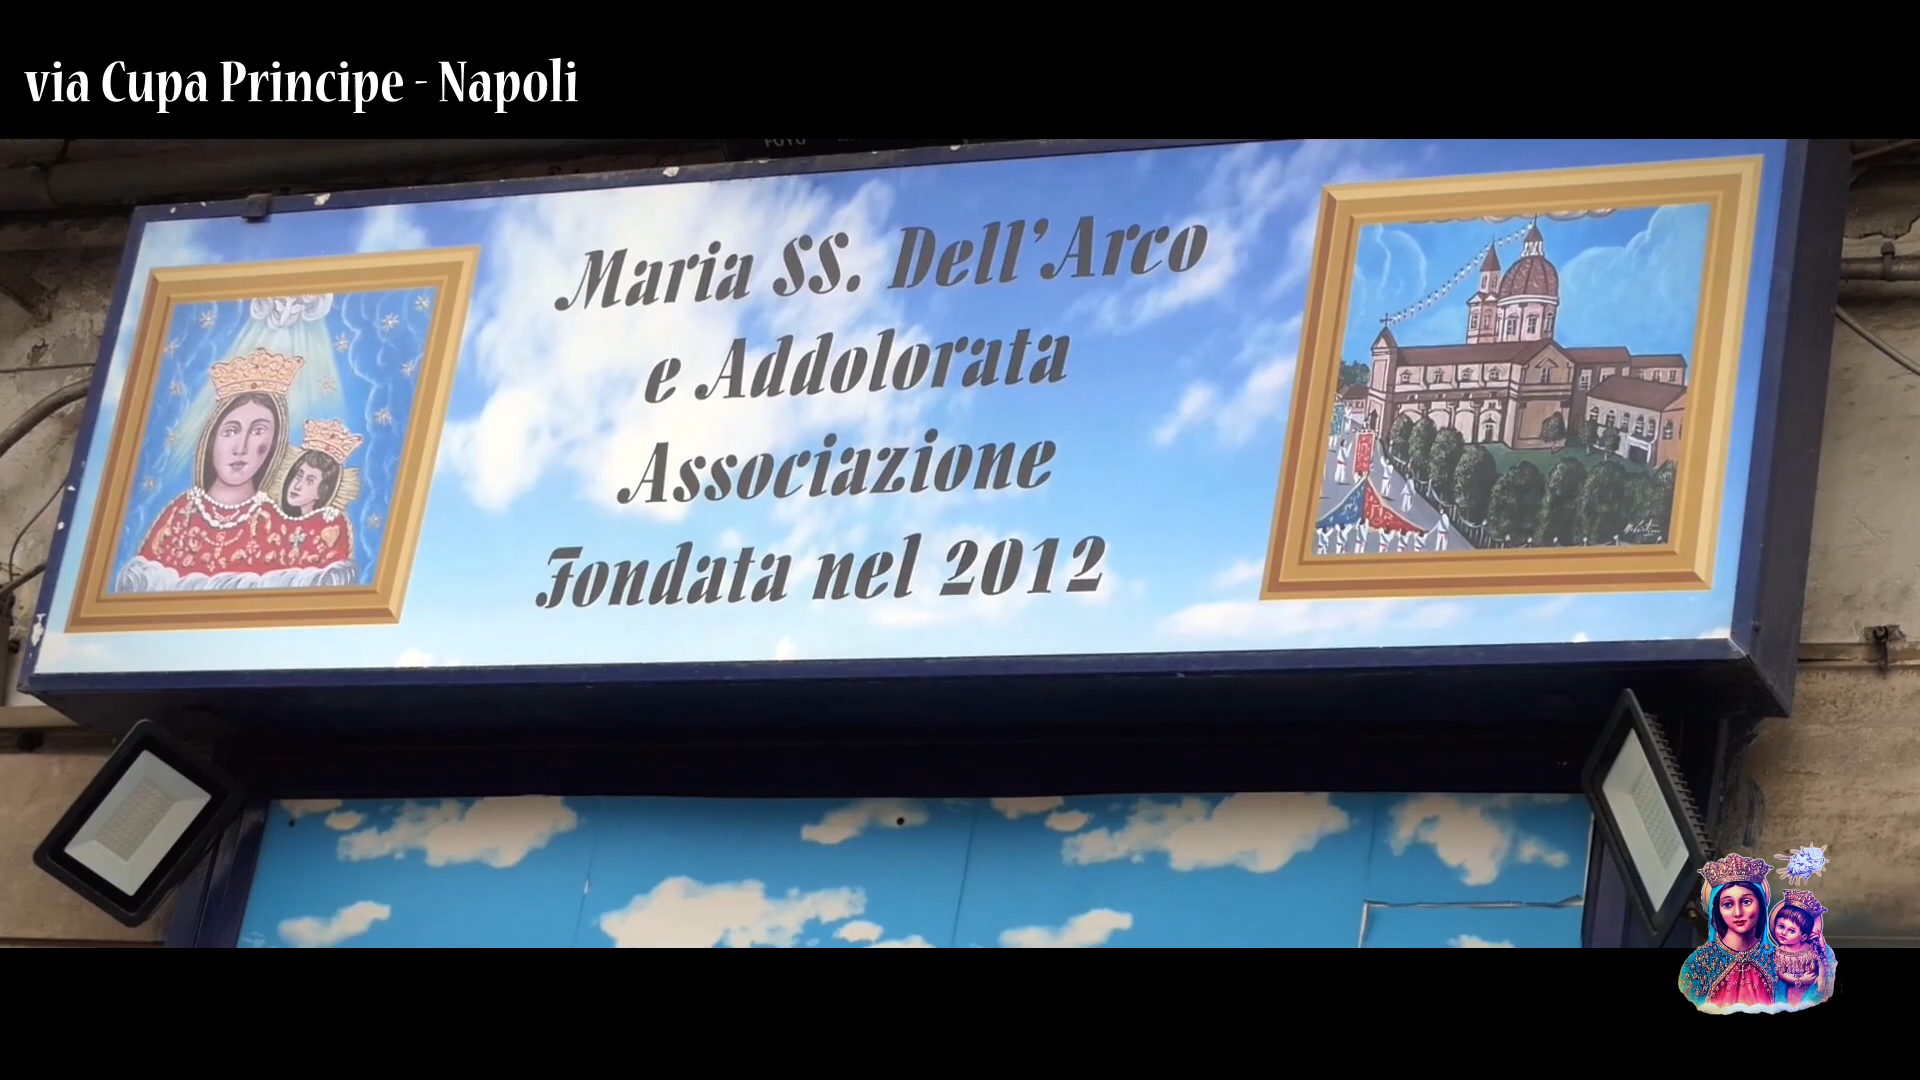 via Cupa Principe - Napoli
Maria SS. Dell'Arco
e Addolorata
Associazione
Fondata nel 2012